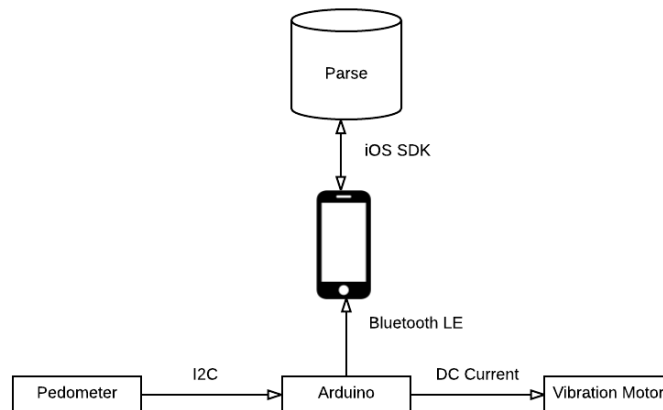 Parse
iOS SDK
Bluetooth LE
I2C
DC Current
Pedometer
Arduino
Vibration Motor